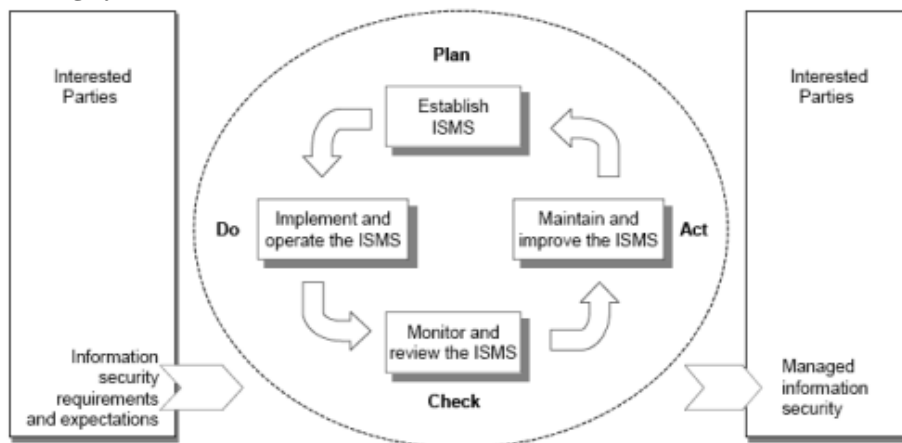 Interested
Parties
Plan
Establish
ISMS
Do
Implement and
operate the ISMS
Maintain and
improve the ISMS
Act
Monitor and
review the ISMS
Check
Information
security
requirements
and expectations
Interested
Parties
Managed
information
security